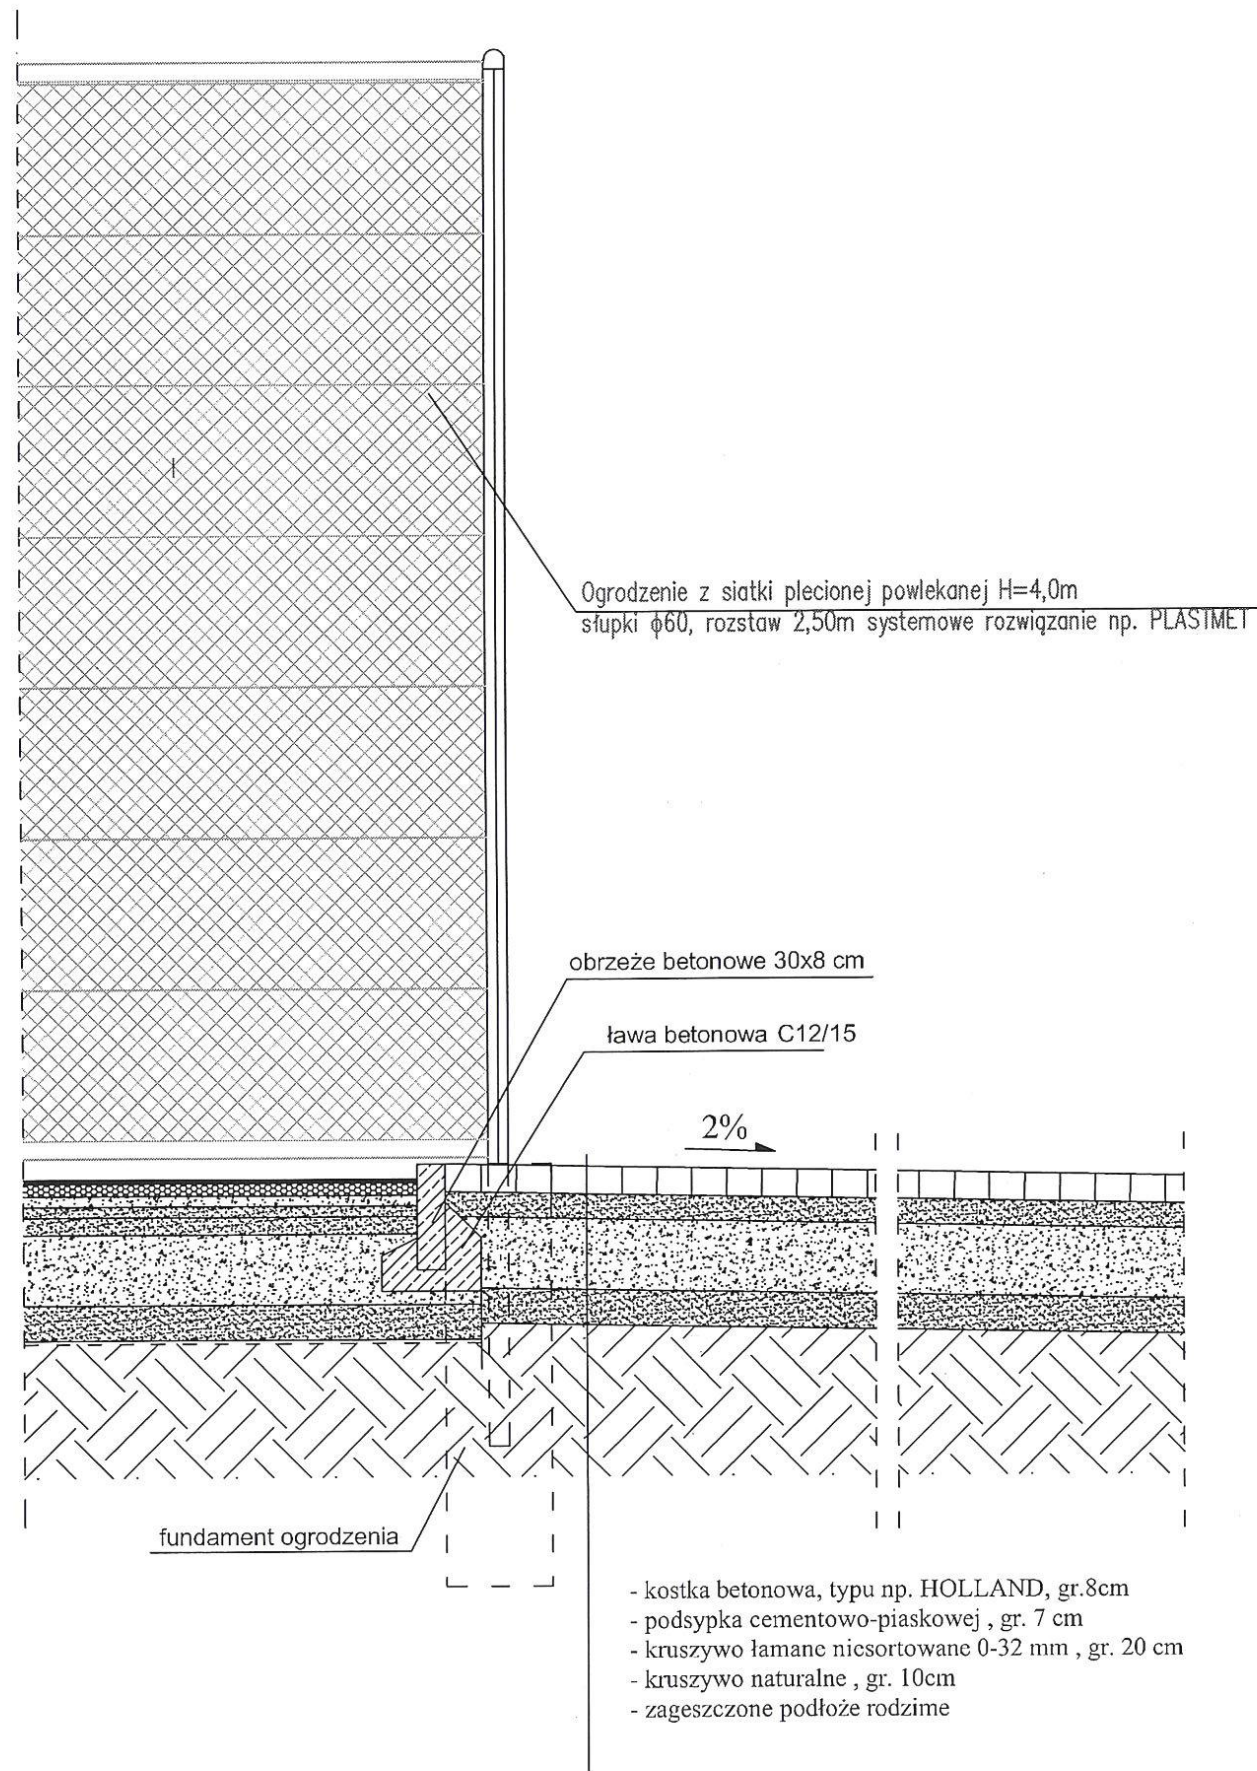 Ogrodzenie z siatki plecionej powlekanej H=4,0m
słupki ϕ60, rozstaw 2,50m systemowe rozwiązanie np. PLASTMET
obrzeże betonowe 30x8 cm
ława betonowa C12/15
2%
fundament ogrodzenia
- kostka betonowa, typu np. HOLLAND, gr.8cm
- podsypka cementowo-piaskowej , gr. 7 cm
- kruszywo łamane niesortowane 0-32 mm , gr. 20 cm
- kruszywo naturalne , gr. 10cm
- zageszczone podłoże rodzime